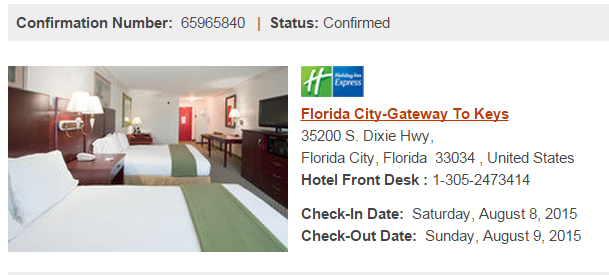 Confirmation Number: 65965840 | Status: Confirmed
Holiday Inn
Express
Florida City-Gateway To Keys
35200 S. Dixie Hwy,
Florida City, Florida 33034 , United States
Hotel Front Desk : 1-305-2473414
Check-In Date: Saturday, August 8, 2015
Check-Out Date: Sunday, August 9, 2015